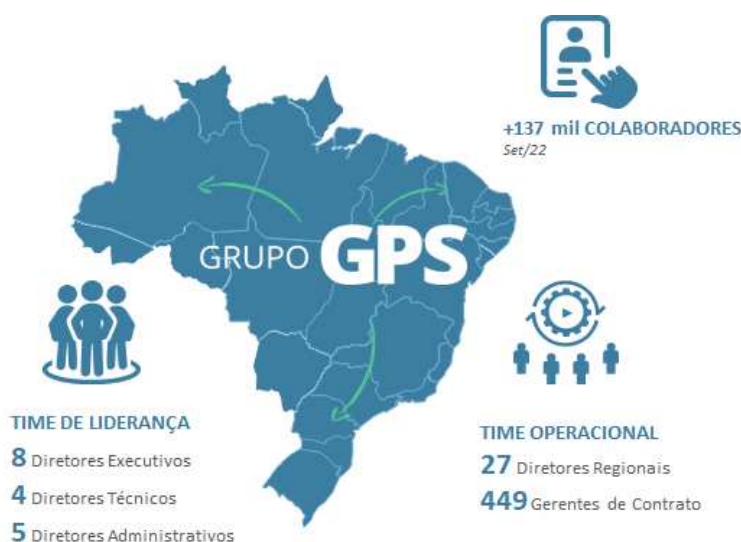 +137 mil COLABORADORES
Set/22
GRUPO GPS
TIME DE LIDERANÇA
8 Diretores Executivos
4 Diretores Técnicos
5 Diretores Administrativos
TIME OPERACIONAL
27 Diretores Regionais
449 Gerentes de Contrato